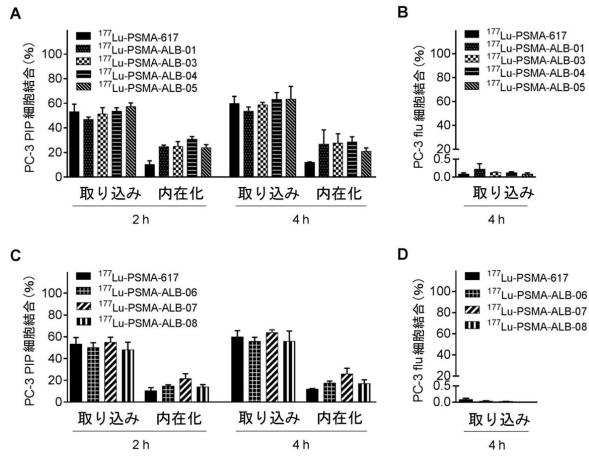 A
PC-3 PIP 細胞結合 (%)
100
80
60
40
20
0
¹⁷⁷Lu-PSMA-617
¹⁷⁷Lu-PSMA-ALB-01
¹⁷⁷Lu-PSMA-ALB-03
¹⁷⁷Lu-PSMA-ALB-04
¹⁷⁷Lu-PSMA-ALB-05
取り込み 内在化 取り込み 内在化
2 h 4 h
B
PC-3 flu 細胞結合 (%)
100
80
60
40
20
0.5
0.0
¹⁷⁷Lu-PSMA-617
¹⁷⁷Lu-PSMA-ALB-01
¹⁷⁷Lu-PSMA-ALB-03
¹⁷⁷Lu-PSMA-ALB-04
¹⁷⁷Lu-PSMA-ALB-05
取り込み
4 h
C
PC-3 PIP 細胞結合 (%)
100
80
60
40
20
0
¹⁷⁷Lu-PSMA-617
¹⁷⁷Lu-PSMA-ALB-06
¹⁷⁷Lu-PSMA-ALB-07
¹⁷⁷Lu-PSMA-ALB-08
取り込み 内在化 取り込み 内在化
2 h 4 h
D
PC-3 flu 細胞結合 (%)
100
80
60
40
20
0.5
0.0
¹⁷⁷Lu-PSMA-617
¹⁷⁷Lu-PSMA-ALB-06
¹⁷⁷Lu-PSMA-ALB-07
¹⁷⁷Lu-PSMA-ALB-08
取り込み
4 h